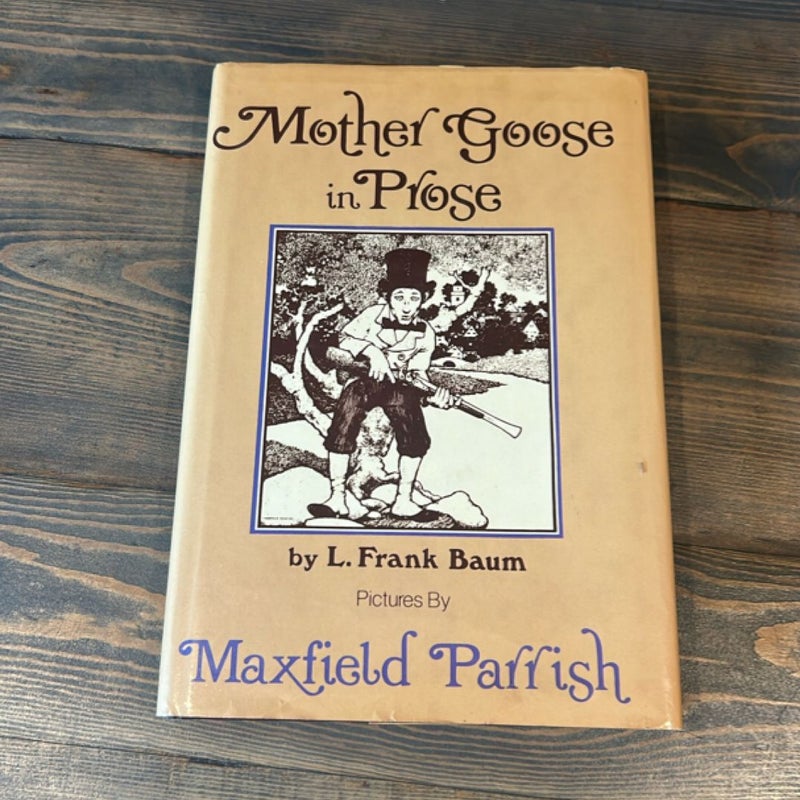 Mother Goose
in Prose
by L. Frank Baum
Pictures By
Maxfield Parrish